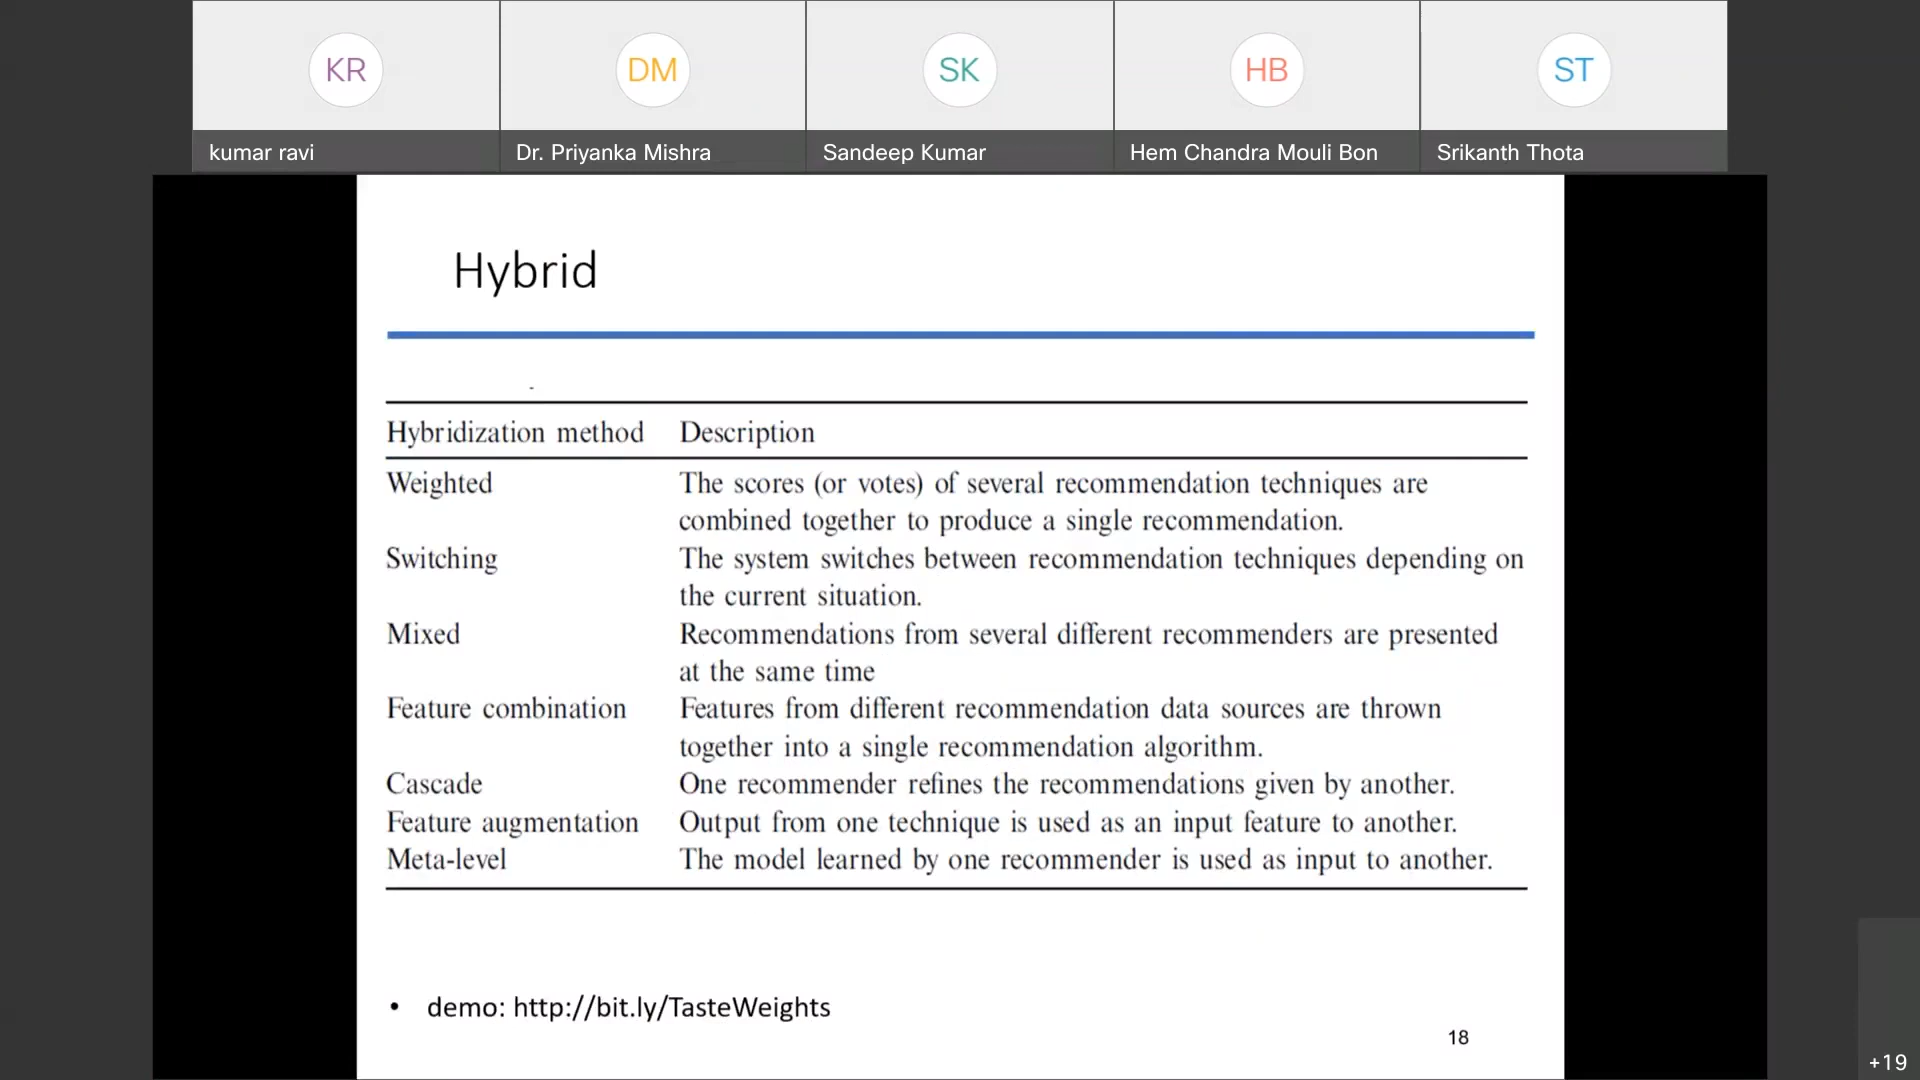 KR
DM
SK
HB
ST
kumar ravi
Dr. Priyanka Mishra
Sandeep Kumar
Hem Chandra Mouli Bon
Srikanth Thota
Hybrid
Hybridization method Description
Weighted The scores (or votes) of several recommendation techniques are
combined together to produce a single recommendation.
Switching The system switches between recommendation techniques depending on
the current situation.
Mixed Recommendations from several different recommenders are presented
at the same time
Feature combination Features from different recommendation data sources are thrown
together into a single recommendation algorithm.
Cascade One recommender refines the recommendations given by another.
Feature augmentation Output from one technique is used as an input feature to another.
Meta-level The model learned by one recommender is used as input to another.
• demo: http://bit.ly/TasteWeights
18
+19